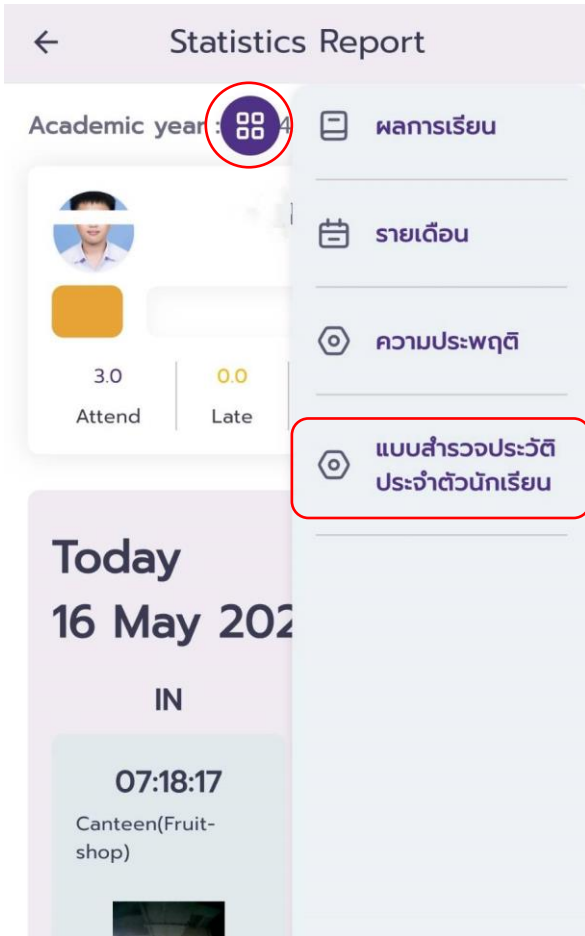 Statistics Report
Academic year :
ผลการเรียน
รายเดือน
ความประพฤติ
3.0
0.0
Attend
Late
แบบสำรวจประวัติ
ประจำตัวนักเรียน
Today
16 May 202
IN
07:18:17
Canteen(Fruit-
shop)